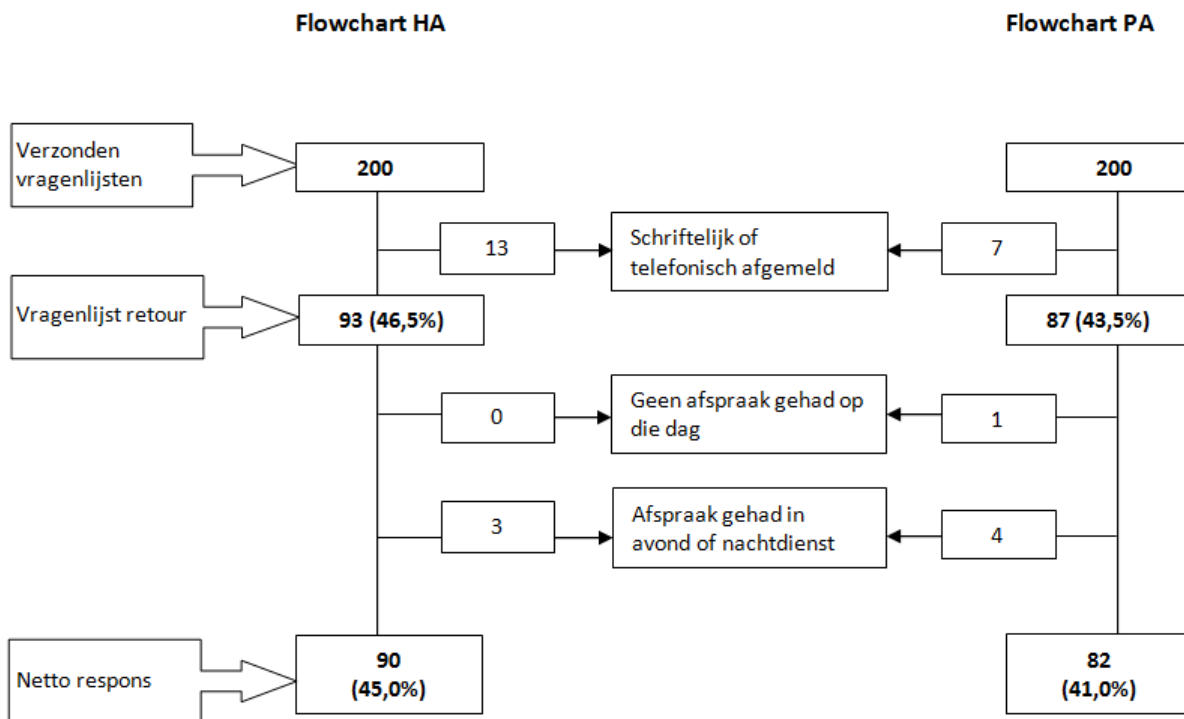 Flowchart HA
Flowchart PA
Verzonden
vragenlijsten
200
200
13
Schriftelijk of
telefonisch afgemeld
7
Vragenlijst retour
93 (46,5%)
87 (43,5%)
0
Geen afspraak gehad op
die dag
1
3
Afspraak gehad in
avond of nachtdienst
4
Netto respons
90
(45,0%)
82
(41,0%)